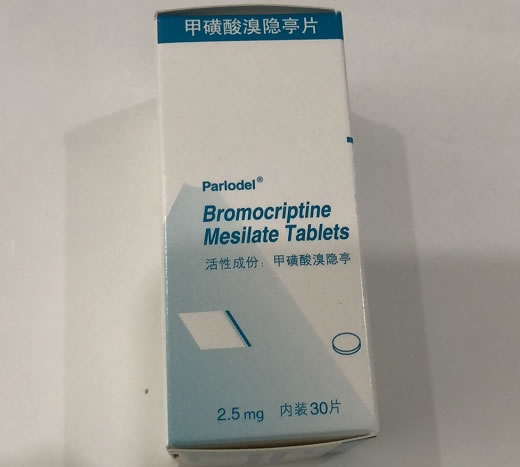 甲磺酸溴隐亭片
Parlodel®
Bromocriptine
Mesilate Tablets
活性成份：甲磺酸溴隐亭
2.5 mg 内装30片